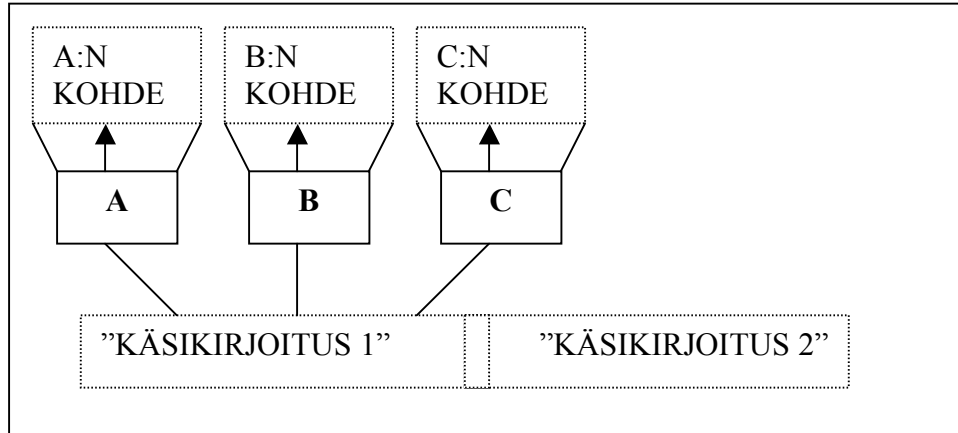 A:N
KOHDE
B:N
KOHDE
C:N
KOHDE
A
B
C
”KÄSIKIRJOITUS 1”
”KÄSIKIRJOITUS 2”